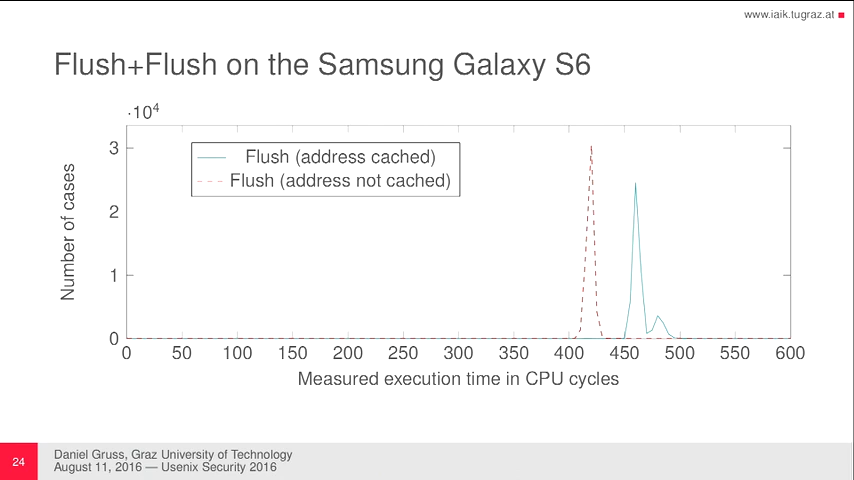 www.iaik.tugraz.at
Flush+Flush on the Samsung Galaxy S6
·10⁴
Flush (address cached)
Flush (address not cached)
Number of cases
3
2
1
0
0 50 100 150 200 250 300 350 400 450 500 550 600
Measured execution time in CPU cycles
24
Daniel Gruss, Graz University of Technology
August 11, 2016 — Usenix Security 2016